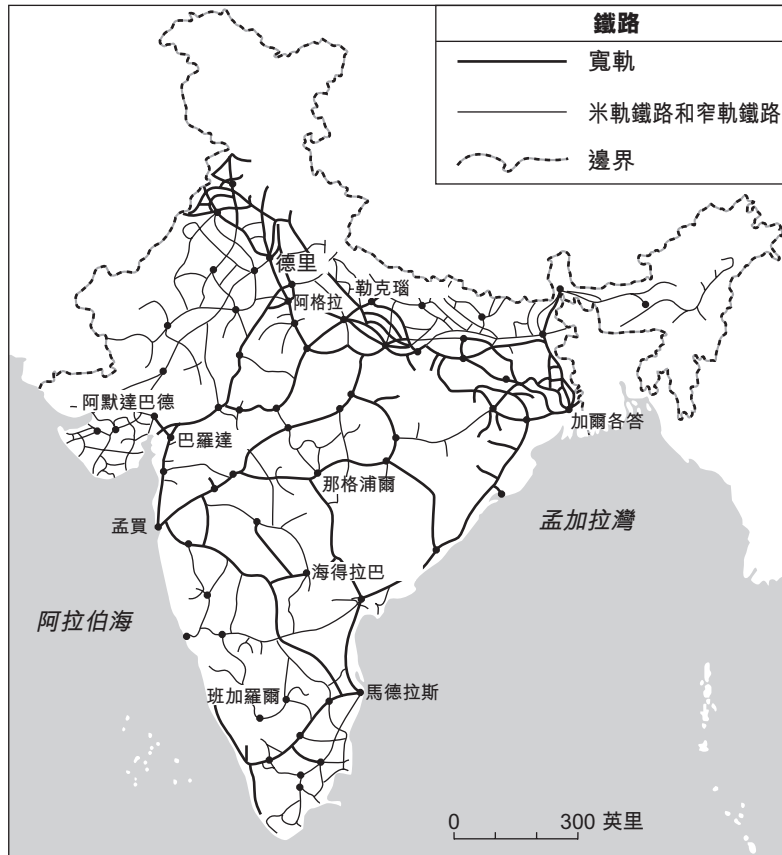 鐵路
寬軌
米軌鐵路和窄軌鐵路
邊界
德里
勒克瑙
阿格拉
阿默達巴德
巴羅達
加爾各答
那格浦爾
孟買
孟加拉灣
海得拉巴
阿拉伯海
班加羅爾
馬德拉斯
0 300 英里